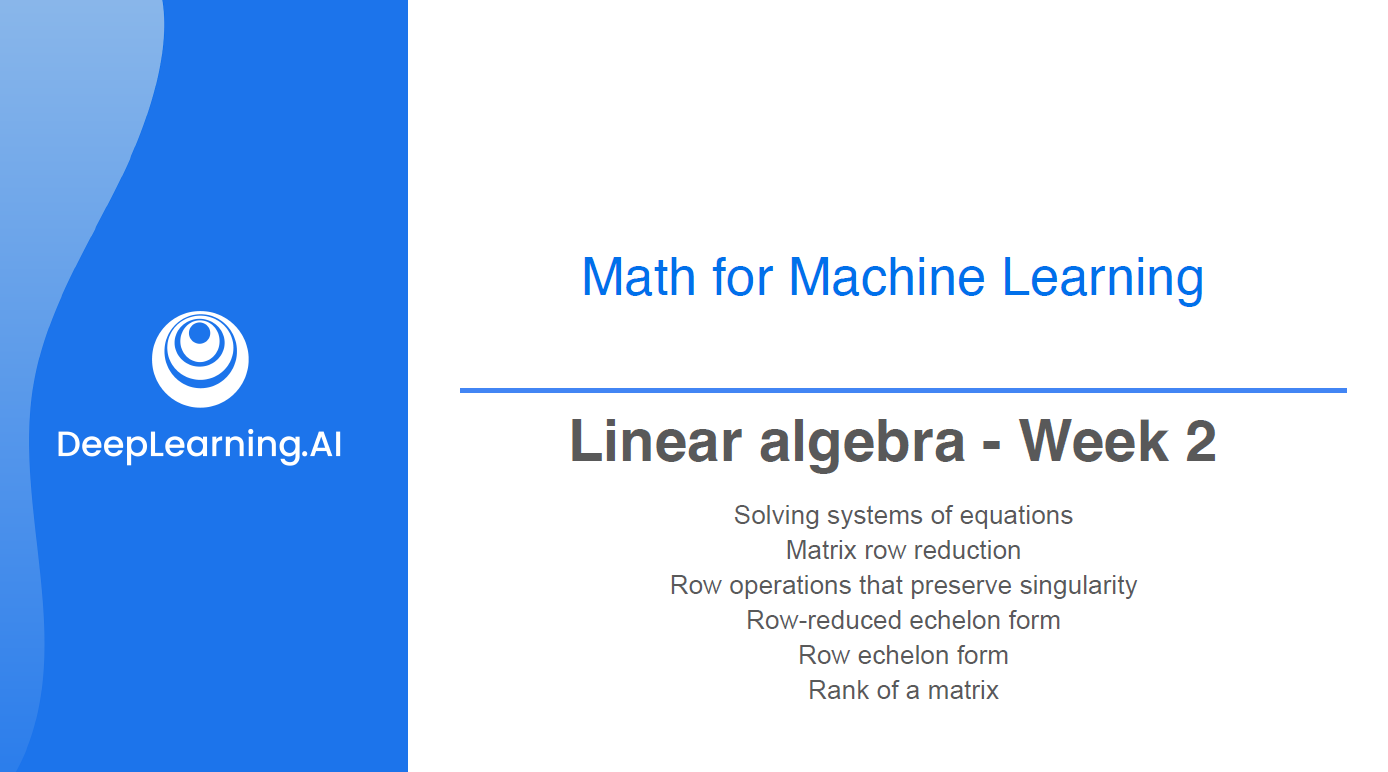 DeepLearning.AI
Math for Machine Learning
Linear algebra - Week 2
Solving systems of equations
Matrix row reduction
Row operations that preserve singularity
Row-reduced echelon form
Row echelon form
Rank of a matrix